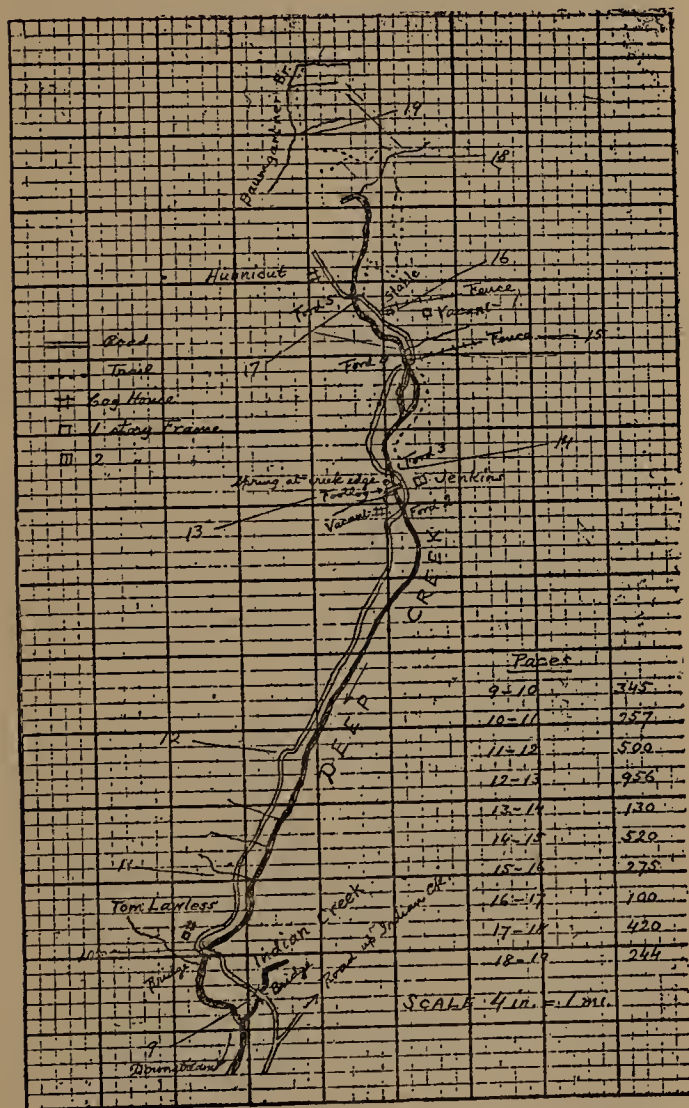 Baumgartner Br.
19
18
Hunnicut
16
Stable
Fence
Vacant
Ford 5
Fence 15
Road
Trail
Log House
1 story Frame
2 " "
17
Ford 4
14
Ford 3
Jenkins
Spring at creek edge
Footlog
13
Vacant
Ford 2
DEEP CREEK
12
11
Tom Lawless
10
Bridge
Indian Creek
Bridge
Road up Indian Ck.
9
Downstream
Paces
9-10 345
10-11 257
11-12 500
12-13 956
13-14 130
14-15 520
15-16 275
16-17 100
17-18 420
18-19 244
SCALE 4 in. = 1 mi.